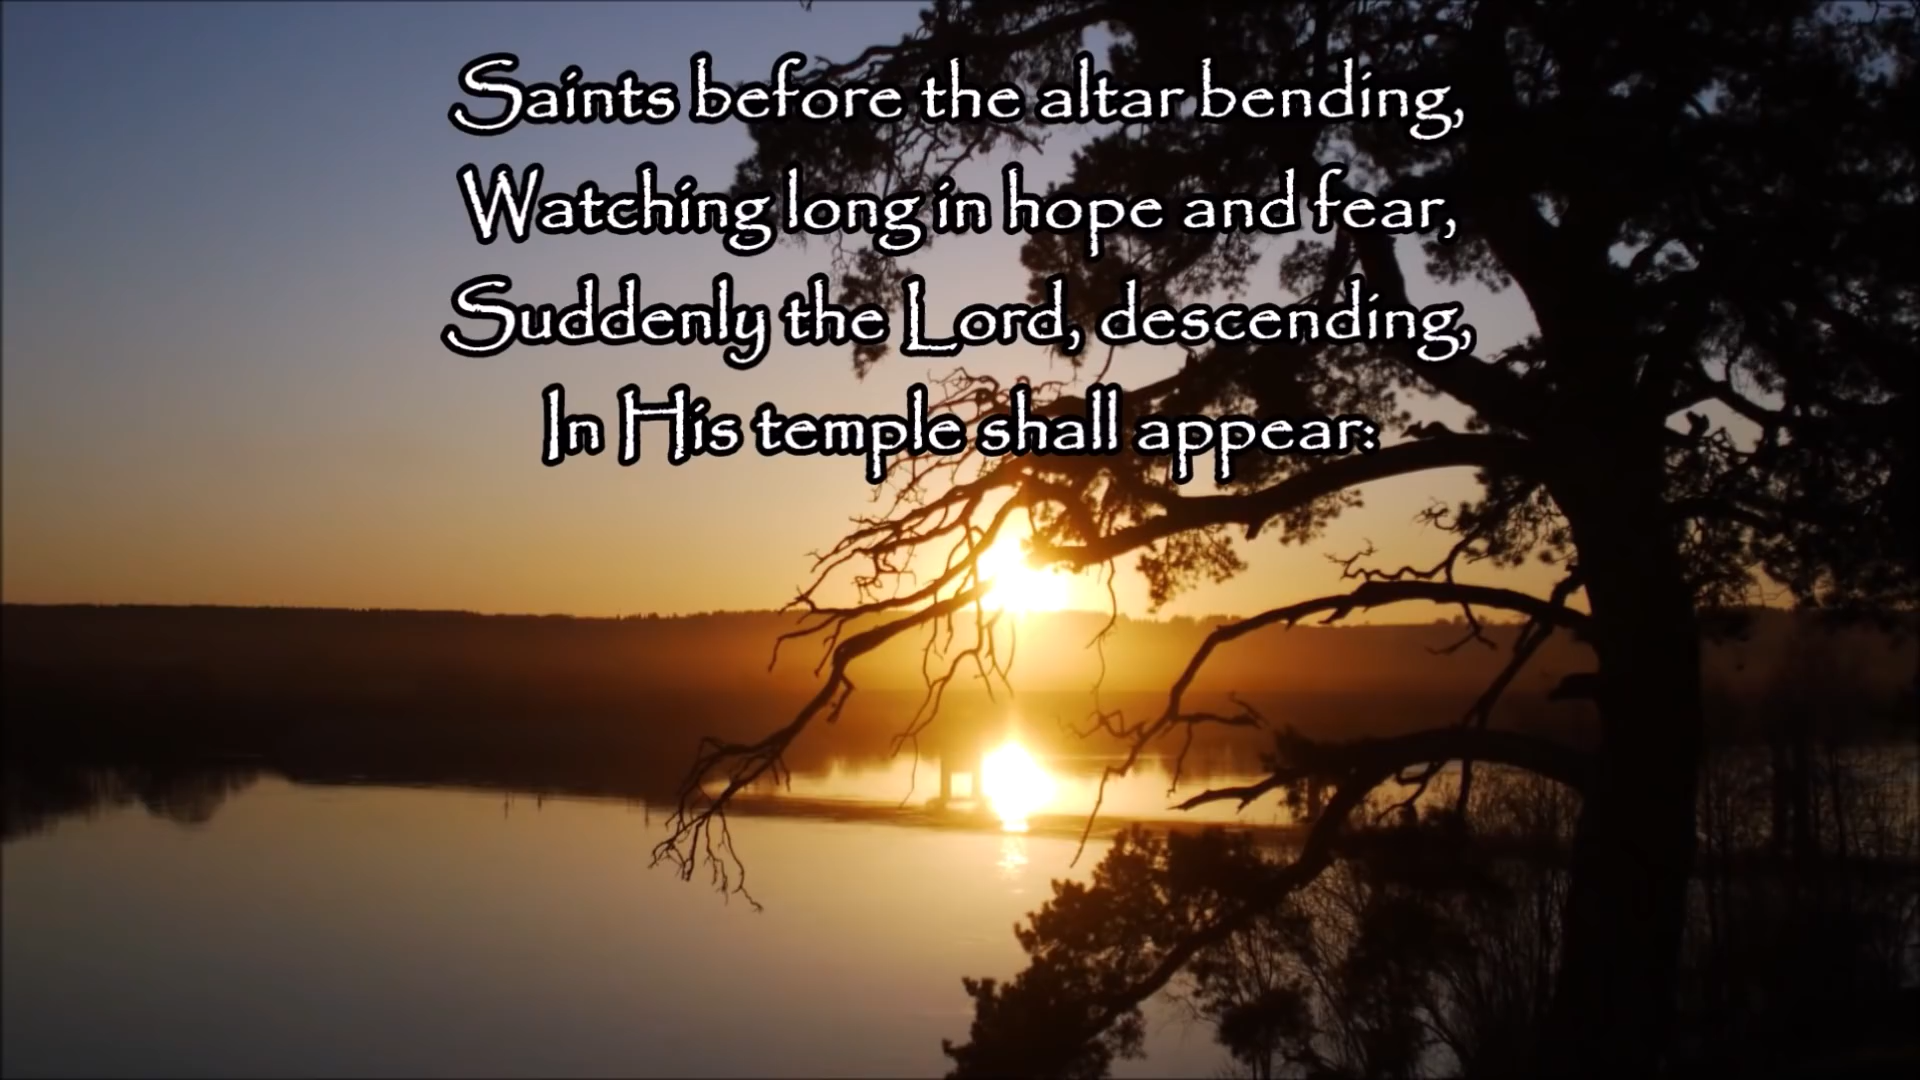 Saints before the altar bending,
Watching long in hope and fear,
Suddenly the Lord, descending,
In His temple shall appear: